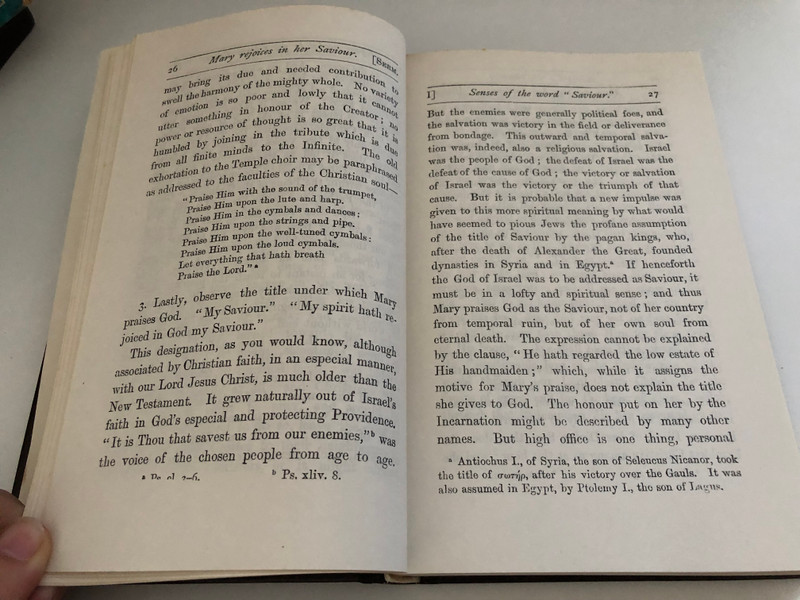 26 Mary rejoices in her Saviour. [Serm.
may bring its due and needed contribution to
swell the harmony of the mighty whole. No variety
of emotion is so poor and lowly that it cannot
utter something in honour of the Creator; no
power or resource of thought is so great that it is
humbled by joining in the tribute which is due
from all finite minds to the Infinite. The old
exhortation to the Temple choir may be paraphrased
as addressed to the faculties of the Christian soul—
"Praise Him with the sound of the trumpet,
Praise Him upon the lute and harp.
Praise Him in the cymbals and dances;
Praise Him upon the strings and pipe.
Praise Him upon the well-tuned cymbals;
Praise Him upon the loud cymbals.
Let everything that hath breath
Praise the Lord."ᵃ
3. Lastly, observe the title under which Mary
praises God. "My Saviour." "My spirit hath re-
joiced in God my Saviour."
This designation, as you would know, although
associated by Christian faith, in an especial manner,
with our Lord Jesus Christ, is much older than the
New Testament. It grew naturally out of Israel's
faith in God's especial and protecting Providence.
"It is Thou that savest us from our enemies,"ᵇ was
the voice of the chosen people from age to age.
ᵃ Ps. cl. 3-6. ᵇ Ps. xliv. 8.
I] Senses of the word "Saviour." 27
But the enemies were generally political foes, and
the salvation was victory in the field or deliverance
from bondage. This outward and temporal salva-
tion was, indeed, also a religious salvation. Israel
was the people of God; the defeat of Israel was the
defeat of the cause of God; the victory or salvation
of Israel was the victory or the triumph of that
cause. But it is probable that a new impulse was
given to this more spiritual meaning by what would
have seemed to pious Jews the profane assumption
of the title of Saviour by the pagan kings, who,
after the death of Alexander the Great, founded
dynasties in Syria and in Egypt.ᵃ If henceforth
the God of Israel was to be addressed as Saviour, it
must be in a lofty and spiritual sense; and thus
Mary praises God as the Saviour, not of her country
from temporal ruin, but of her own soul from
eternal death. The expression cannot be explained
by the clause, "He hath regarded the low estate of
His handmaiden;" which, while it assigns the
motive for Mary's praise, does not explain the title
she gives to God. The honour put on her by the
Incarnation might be described by many other
names. But high office is one thing, personal
ᵃ Antiochus I., of Syria, the son of Seleucus Nicanor, took
the title of σωτήρ, after his victory over the Gauls. It was
also assumed in Egypt, by Ptolemy I., the son of Lagus.